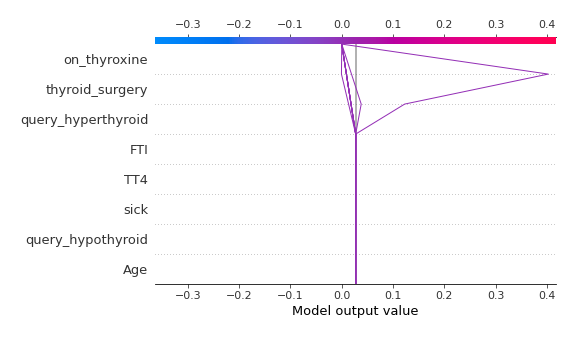 −0.3 −0.2 −0.1 0.0 0.1 0.2 0.3 0.4
on_thyroxine
thyroid_surgery
query_hyperthyroid
FTI
TT4
sick
query_hypothyroid
Age
−0.3 −0.2 −0.1 0.0 0.1 0.2 0.3 0.4
Model output value